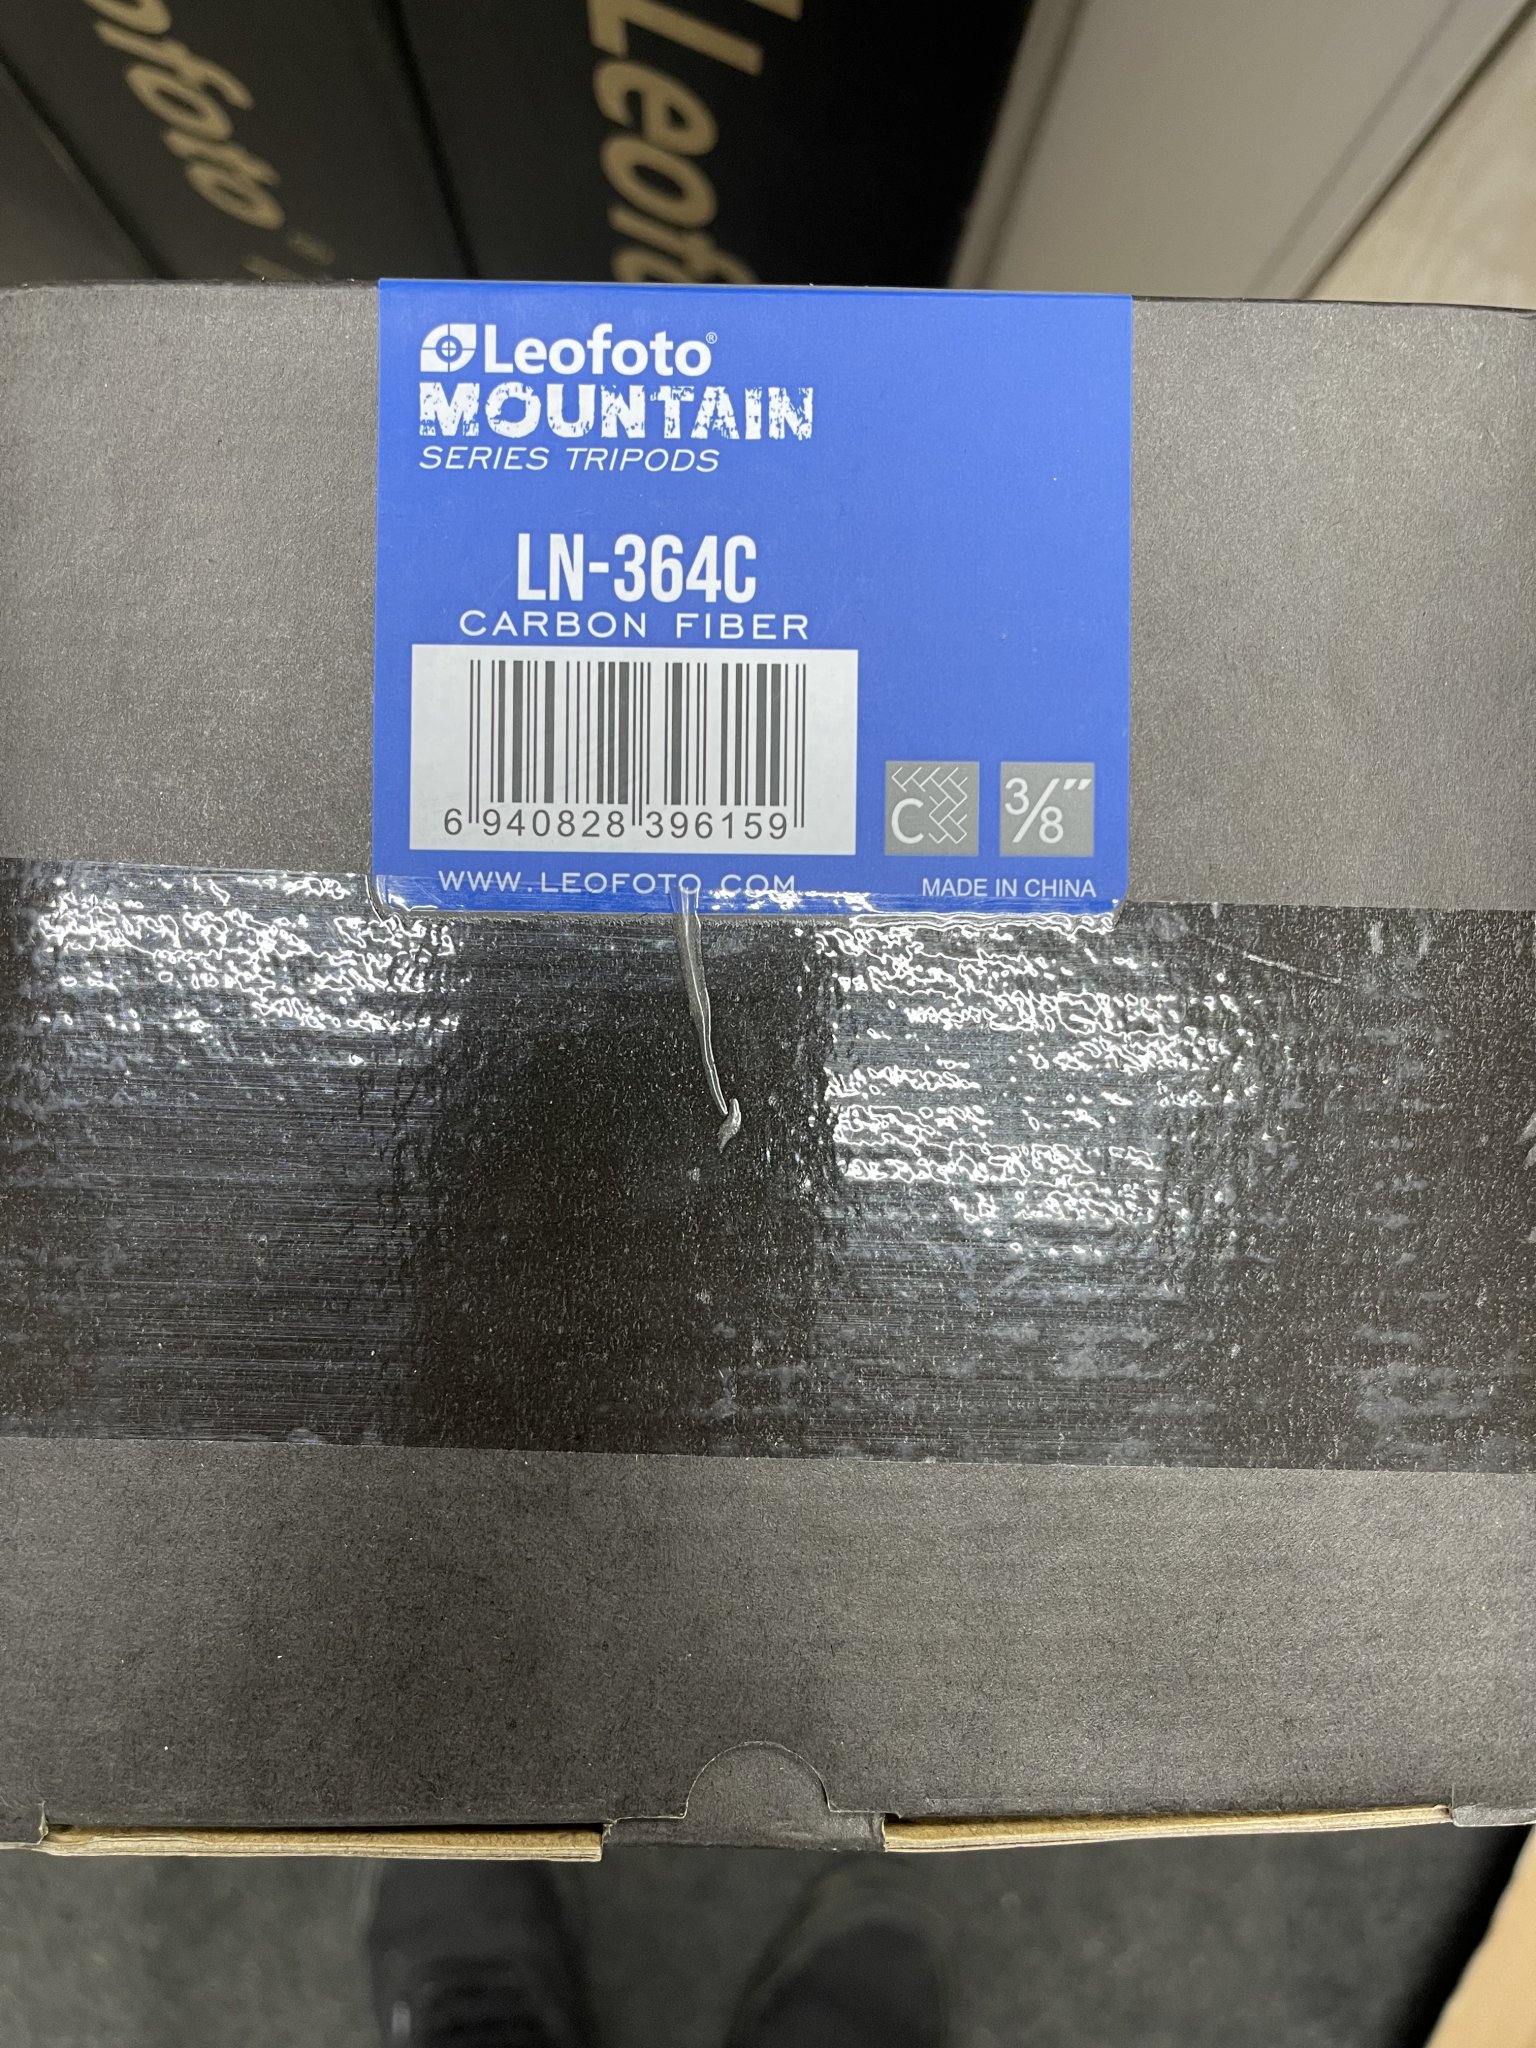 Leofoto
Leofoto®
MOUNTAIN
SERIES TRIPODS
LN-364C
CARBON FIBER
6 940828 396159
C 3/8"
WWW.LEOFOTO.COM
MADE IN CHINA